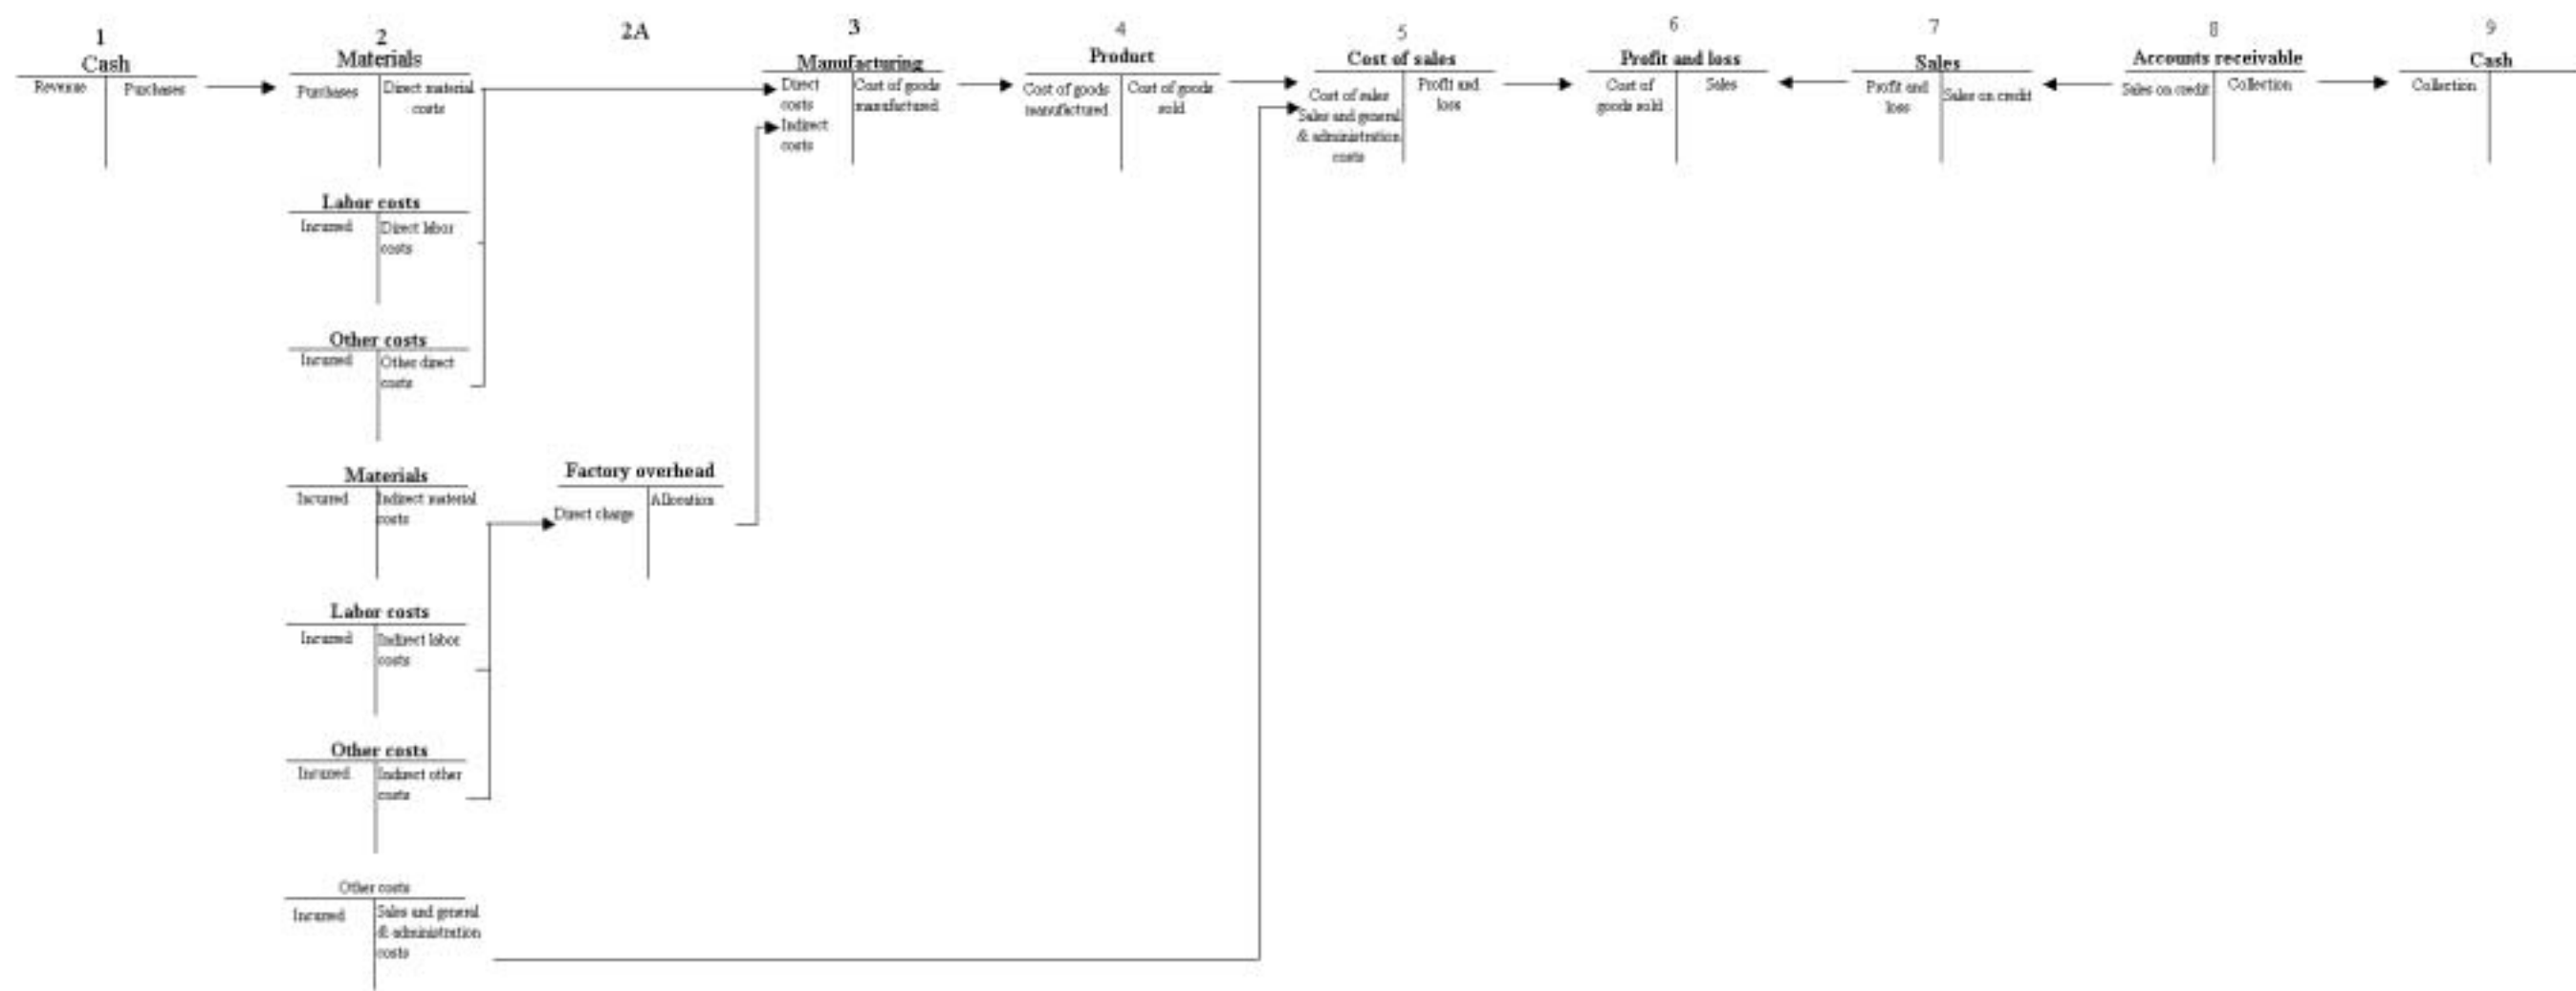 1
Cash
Revenue
Purchases
2
Materials
Purchases
Direct material
costs
Labor costs
Incurred
Direct labor
costs
Other costs
Incurred
Other direct
costs
Materials
Incurred
Indirect material
costs
Labor costs
Incurred
Indirect labor
costs
Other costs
Incurred
Indirect other
costs
Other costs
Incurred
Sales and general
& administration
costs
2A
Factory overhead
Direct charge
Allocation
3
Manufacturing
Direct
costs
Indirect
costs
Cost of goods
manufactured
4
Product
Cost of goods
manufactured
Cost of goods
sold
5
Cost of sales
Cost of sales
Sales and general
& administration
costs
Profit and
loss
6
Profit and loss
Cost of
goods sold
Sales
7
Sales
Profit and
loss
Sales on credit
8
Accounts receivable
Sales on credit
Collection
9
Cash
Collection